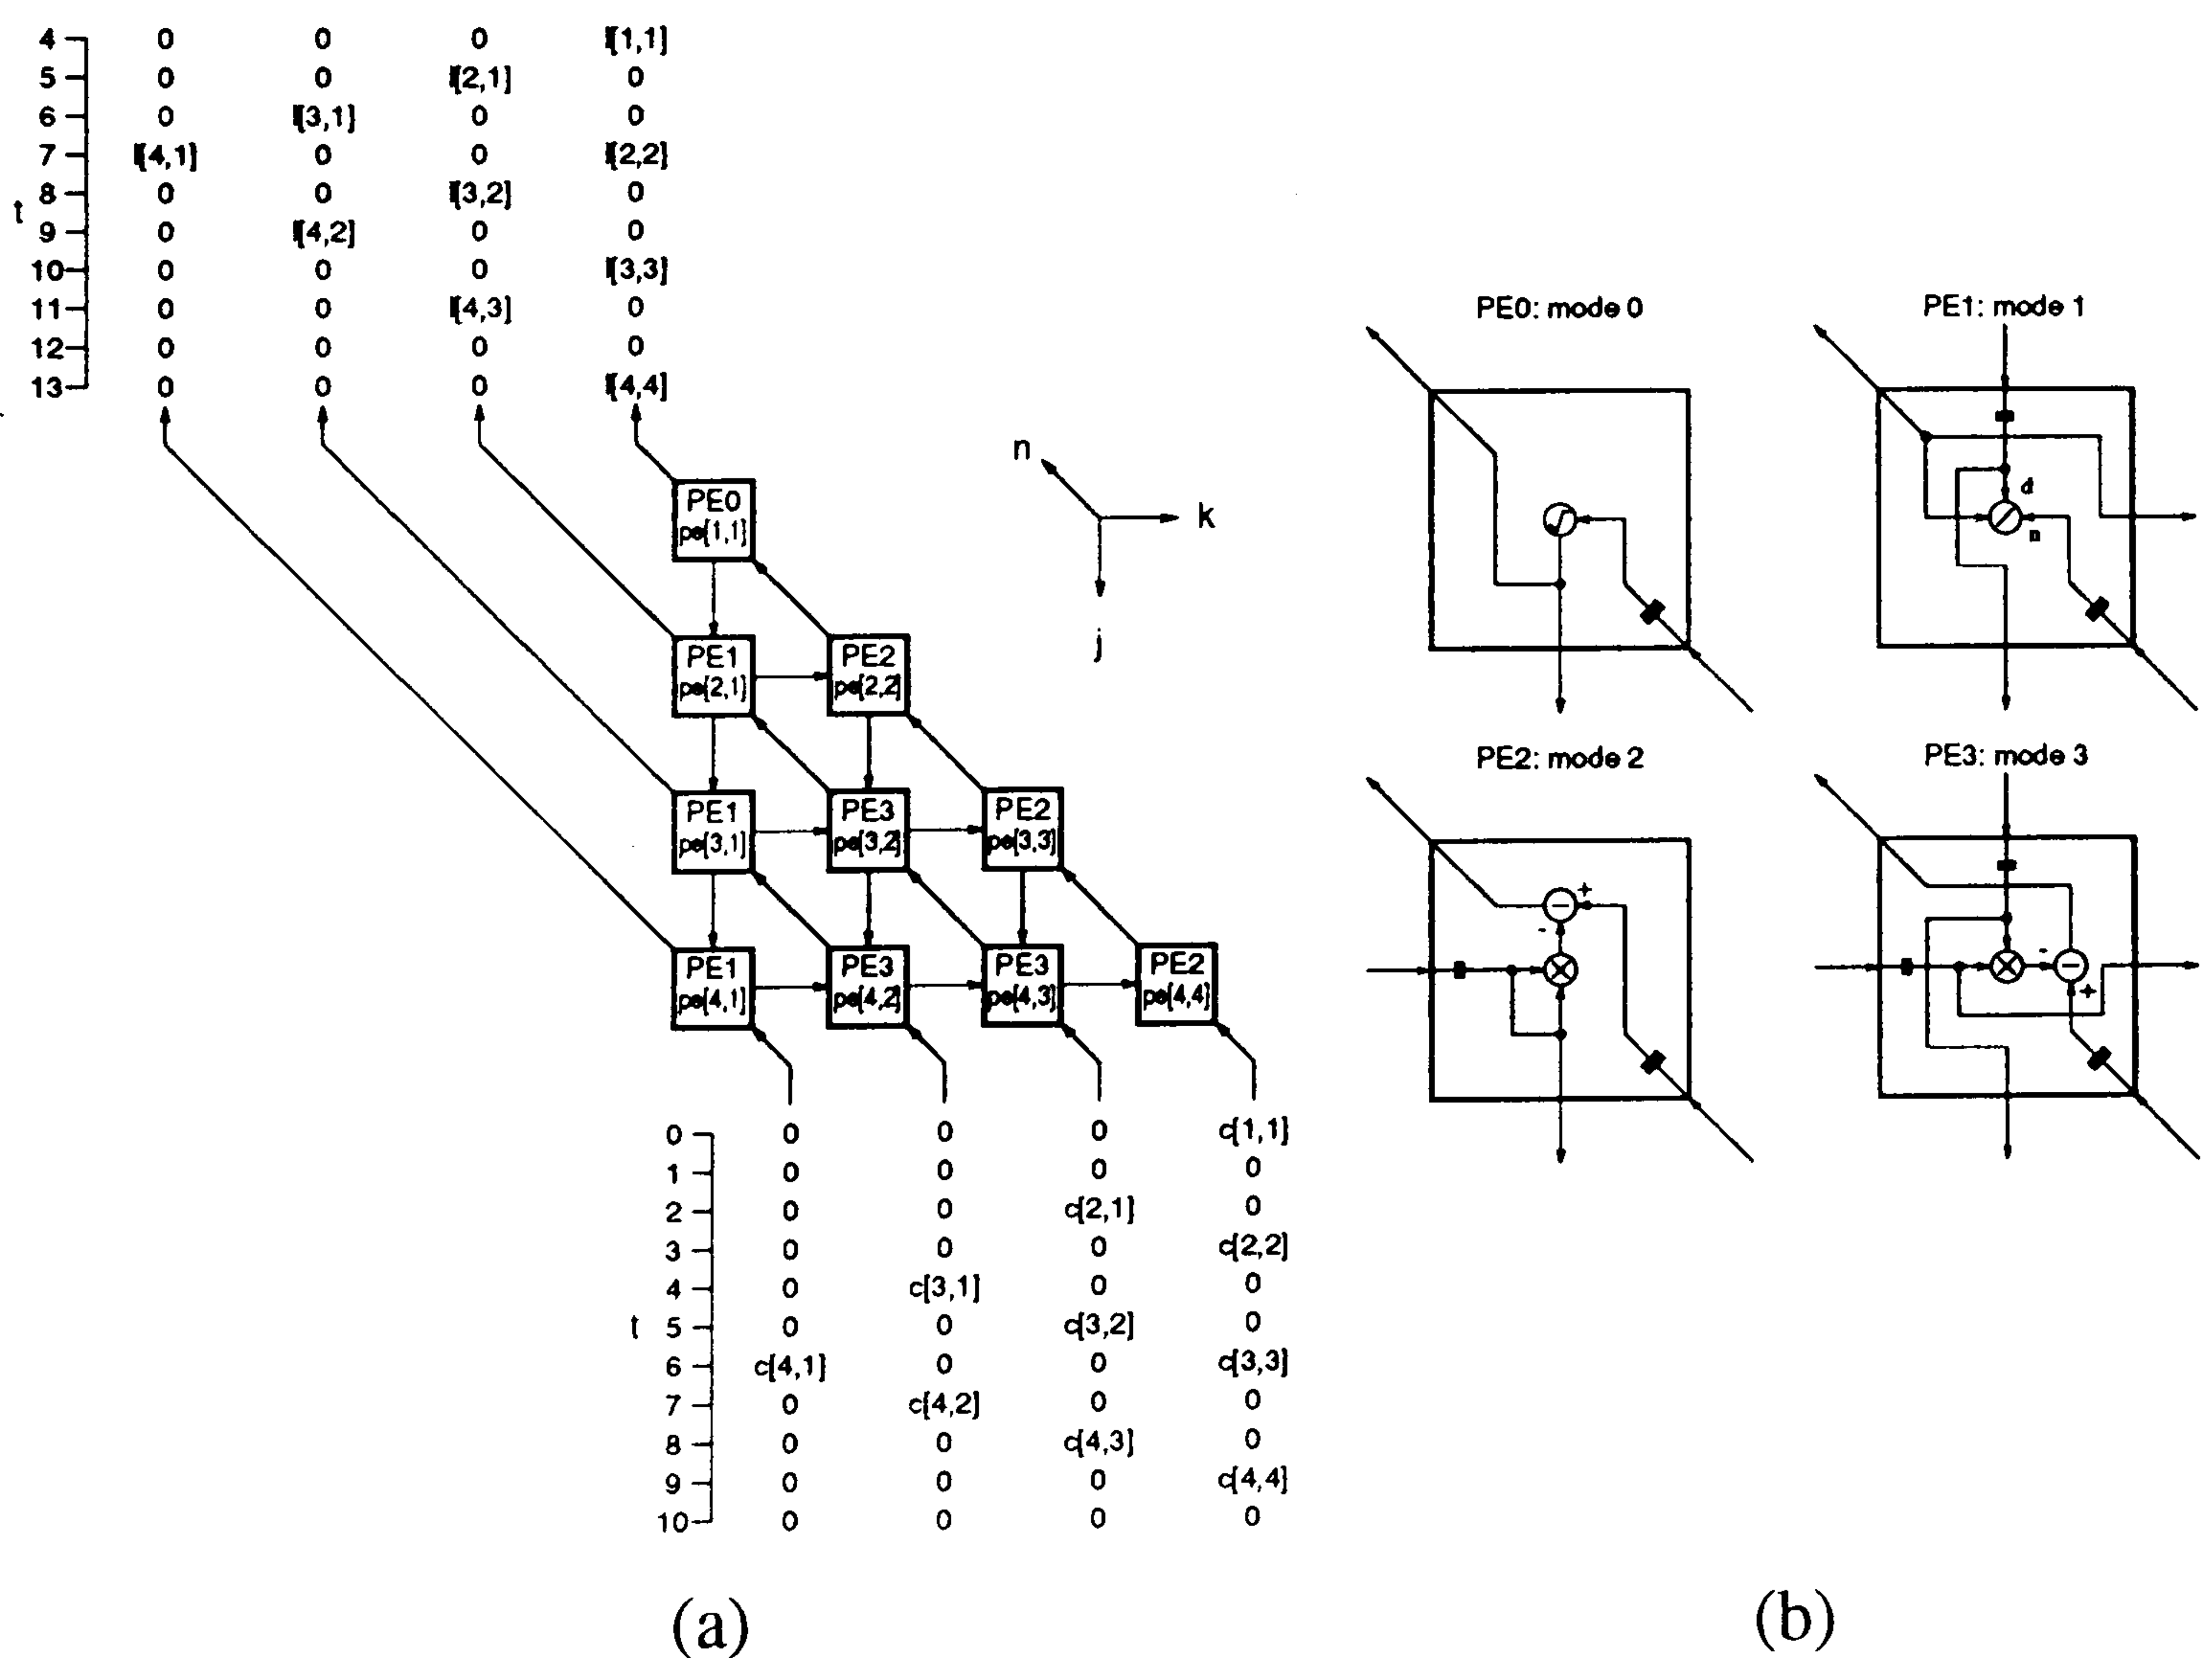 4 0 0 0 l[1,1]
5 0 0 l[2,1] 0
6 0 l[3,1] 0 0
7 l[4,1] 0 0 l[2,2]
8 0 0 l[3,2] 0
t
9 0 l[4,2] 0 0
10 0 0 0 l[3,3]
11 0 0 l[4,3] 0
12 0 0 0 0
13 0 0 0 l[4,4]
n
k
j
PE0
pe[1,1]
PE1 PE2
pe[2,1] pe[2,2]
PE1 PE3 PE2
pe[3,1] pe[3,2] pe[3,3]
PE1 PE3 PE3 PE2
pe[4,1] pe[4,2] pe[4,3] pe[4,4]
0 0 0 0 c[1,1]
1 0 0 0 0
2 0 0 c[2,1] 0
3 0 0 0 c[2,2]
4 0 c[3,1] 0 0
t 5 0 0 c[3,2] 0
6 c[4,1] 0 0 c[3,3]
7 0 c[4,2] 0 0
8 0 0 c[4,3] 0
9 0 0 0 c[4,4]
10 0 0 0 0
(a)
PE0: mode 0
PE1: mode 1
d
n
PE2: mode 2
+
-
PE3: mode 3
-
+
(b)